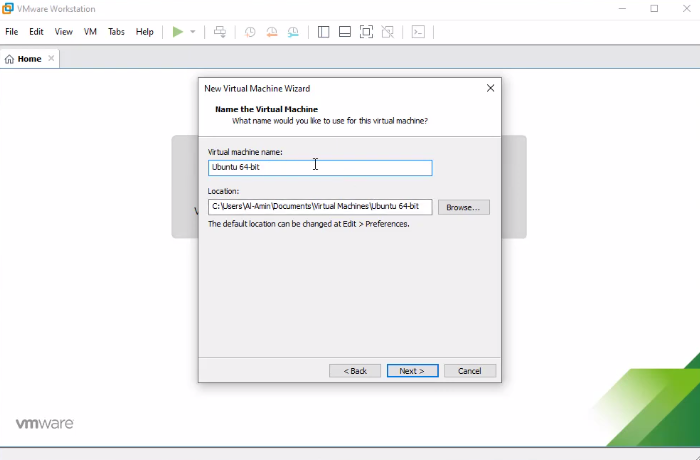 VMware Workstation
File Edit View VM Tabs Help
Home
New Virtual Machine Wizard
Name the Virtual Machine
What name would you like to use for this virtual machine?
Virtual machine name:
Ubuntu 64-bit
Location:
C:\Users\Al-Amin\Documents\Virtual Machines\Ubuntu 64-bit
Browse...
The default location can be changed at Edit > Preferences.
< Back Next > Cancel
vmware